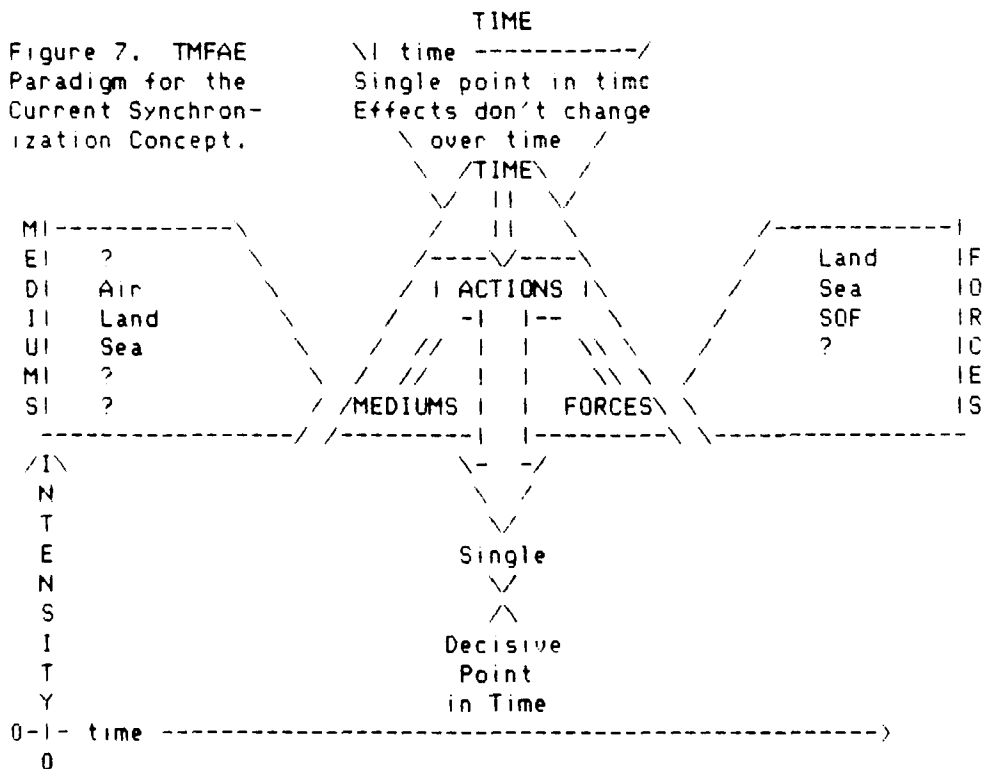 TIME
Figure 7. TMFAE
Paradigm for the
Current Synchron-
ization Concept.
time
Single point in time
Effects don't change
over time
TIME
MEDIUMS
?
Air
Land
Sea
?
?
ACTIONS
MEDIUMS
FORCES
Land
Sea
SOF
?
FORCES
INTENSITY
Single
Decisive
Point
in Time
0
time
0